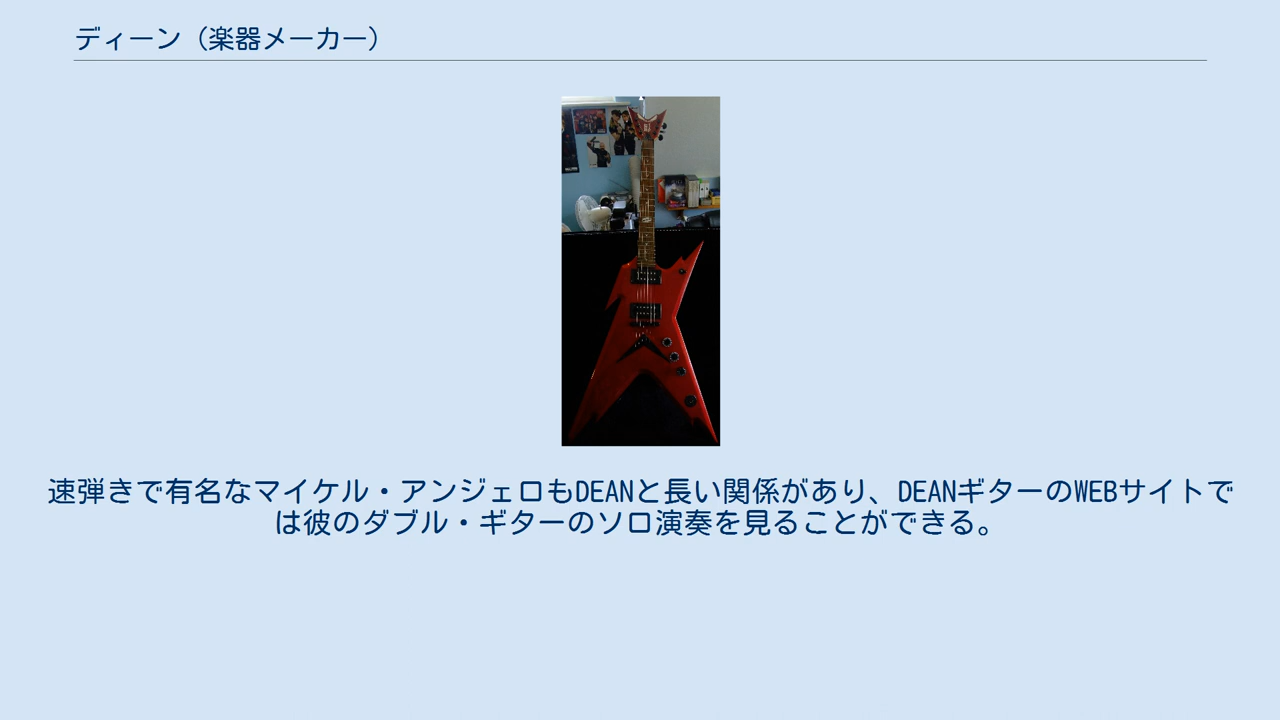 ディーン（楽器メーカー）
速弾きで有名なマイケル・アンジェロもDEANと長い関係があり、DEANギターのWEBサイトで
は彼のダブル・ギターのソロ演奏を見ることができる。